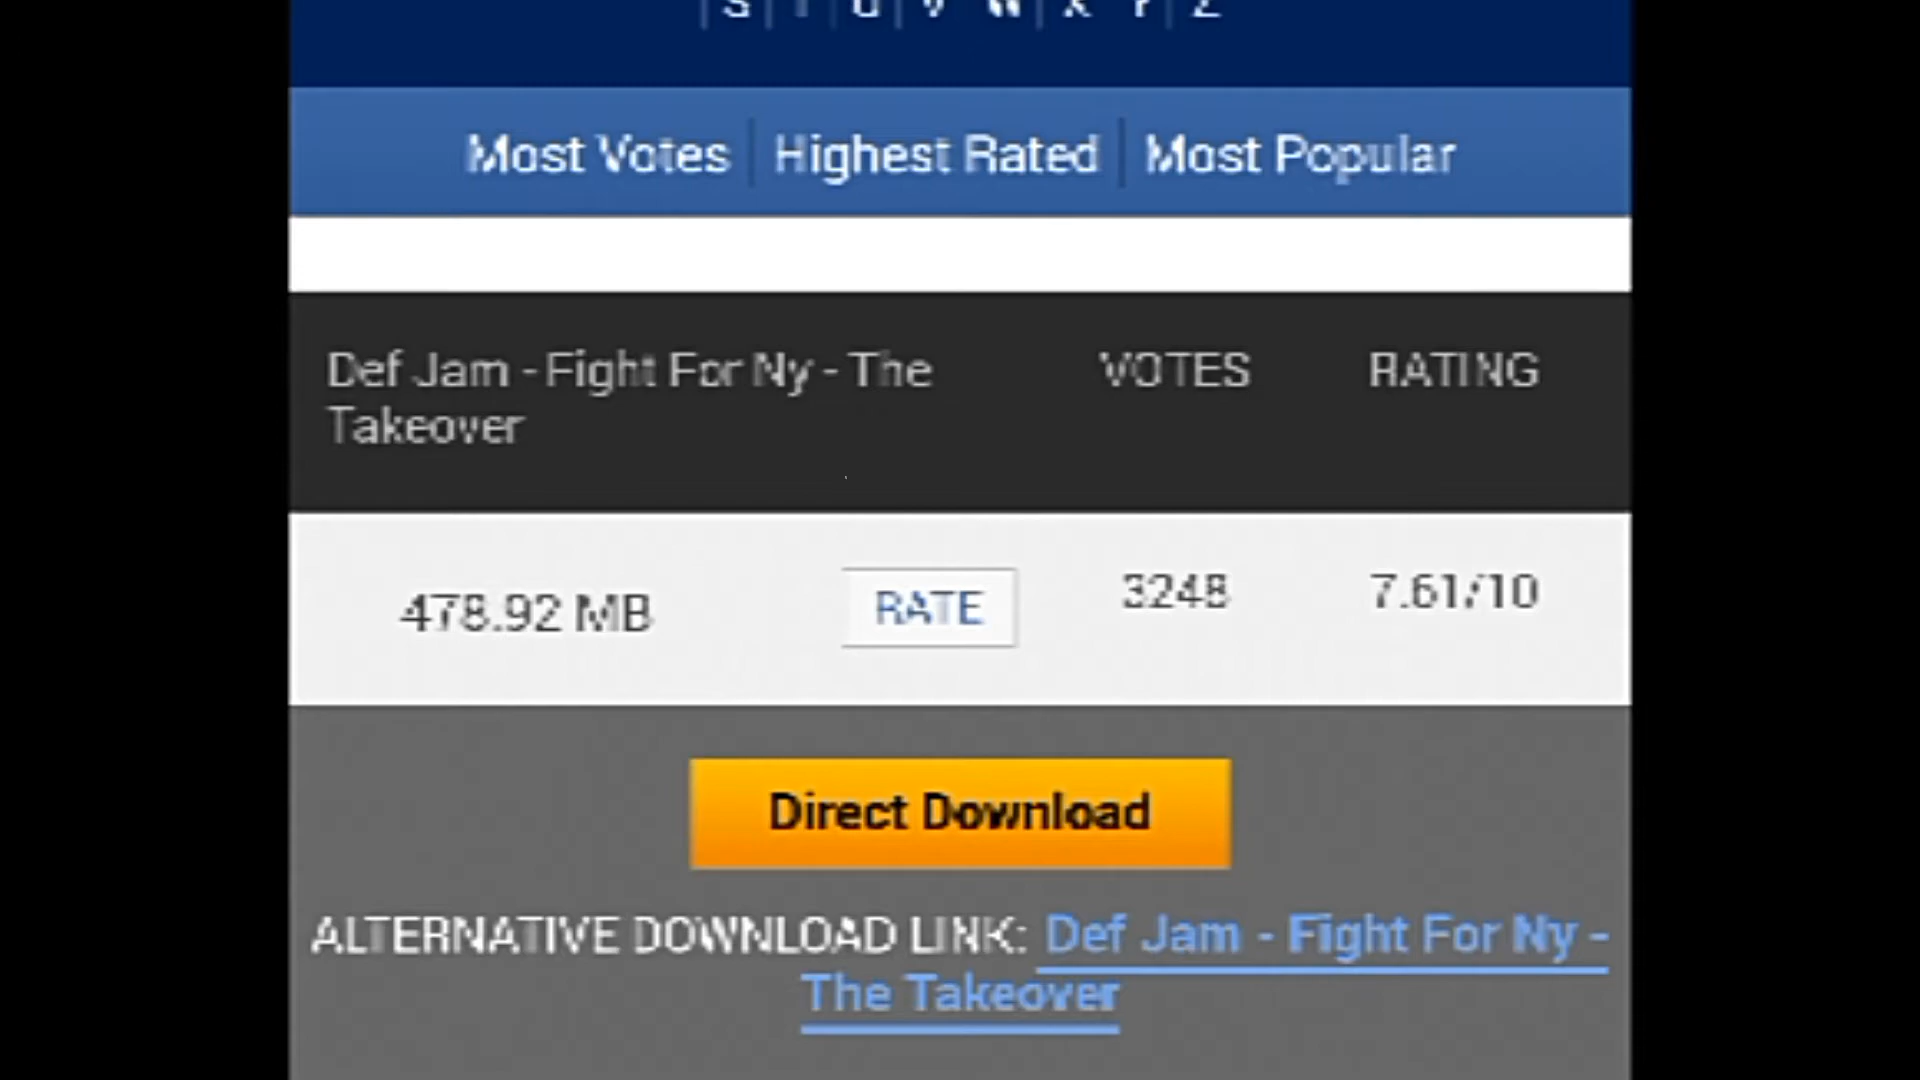 S T U V W X Y Z
Most Votes Highest Rated Most Popular
Def Jam - Fight For Ny - The
Takeover
VOTES RATING
478.92 MB RATE 3248 7.61/10
Direct Download
ALTERNATIVE DOWNLOAD LINK: Def Jam - Fight For Ny -
The Takeover